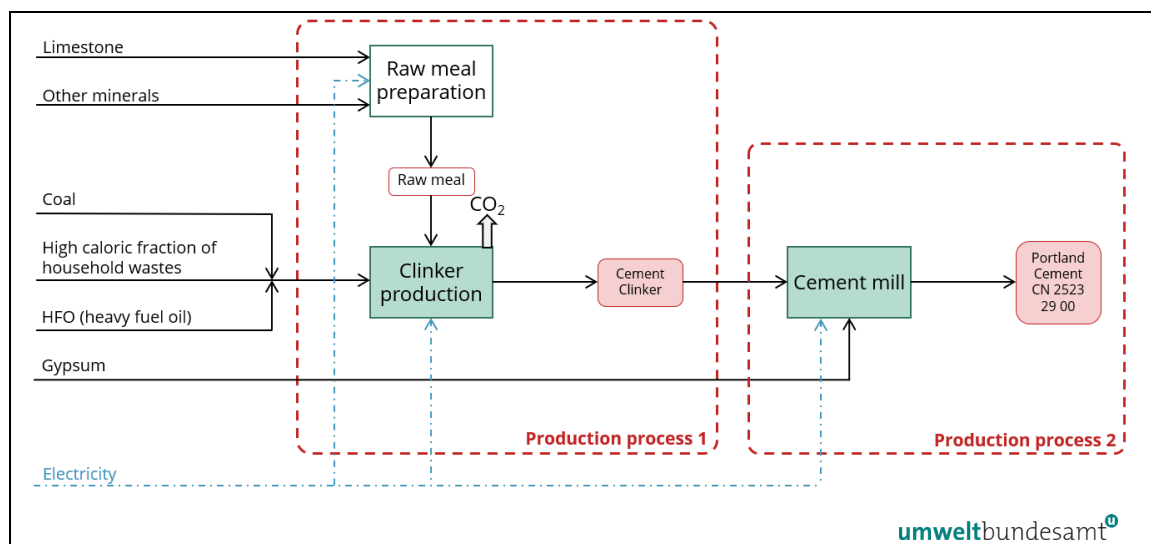 Limestone
Other minerals
Raw meal
preparation
Raw meal
Coal
CO₂
High caloric fraction of
household wastes
Clinker
production
Cement
Clinker
Cement mill
Portland
Cement
CN 2523
29 00
HFO (heavy fuel oil)
Gypsum
Production process 1
Production process 2
Electricity
umweltbundesamt
u